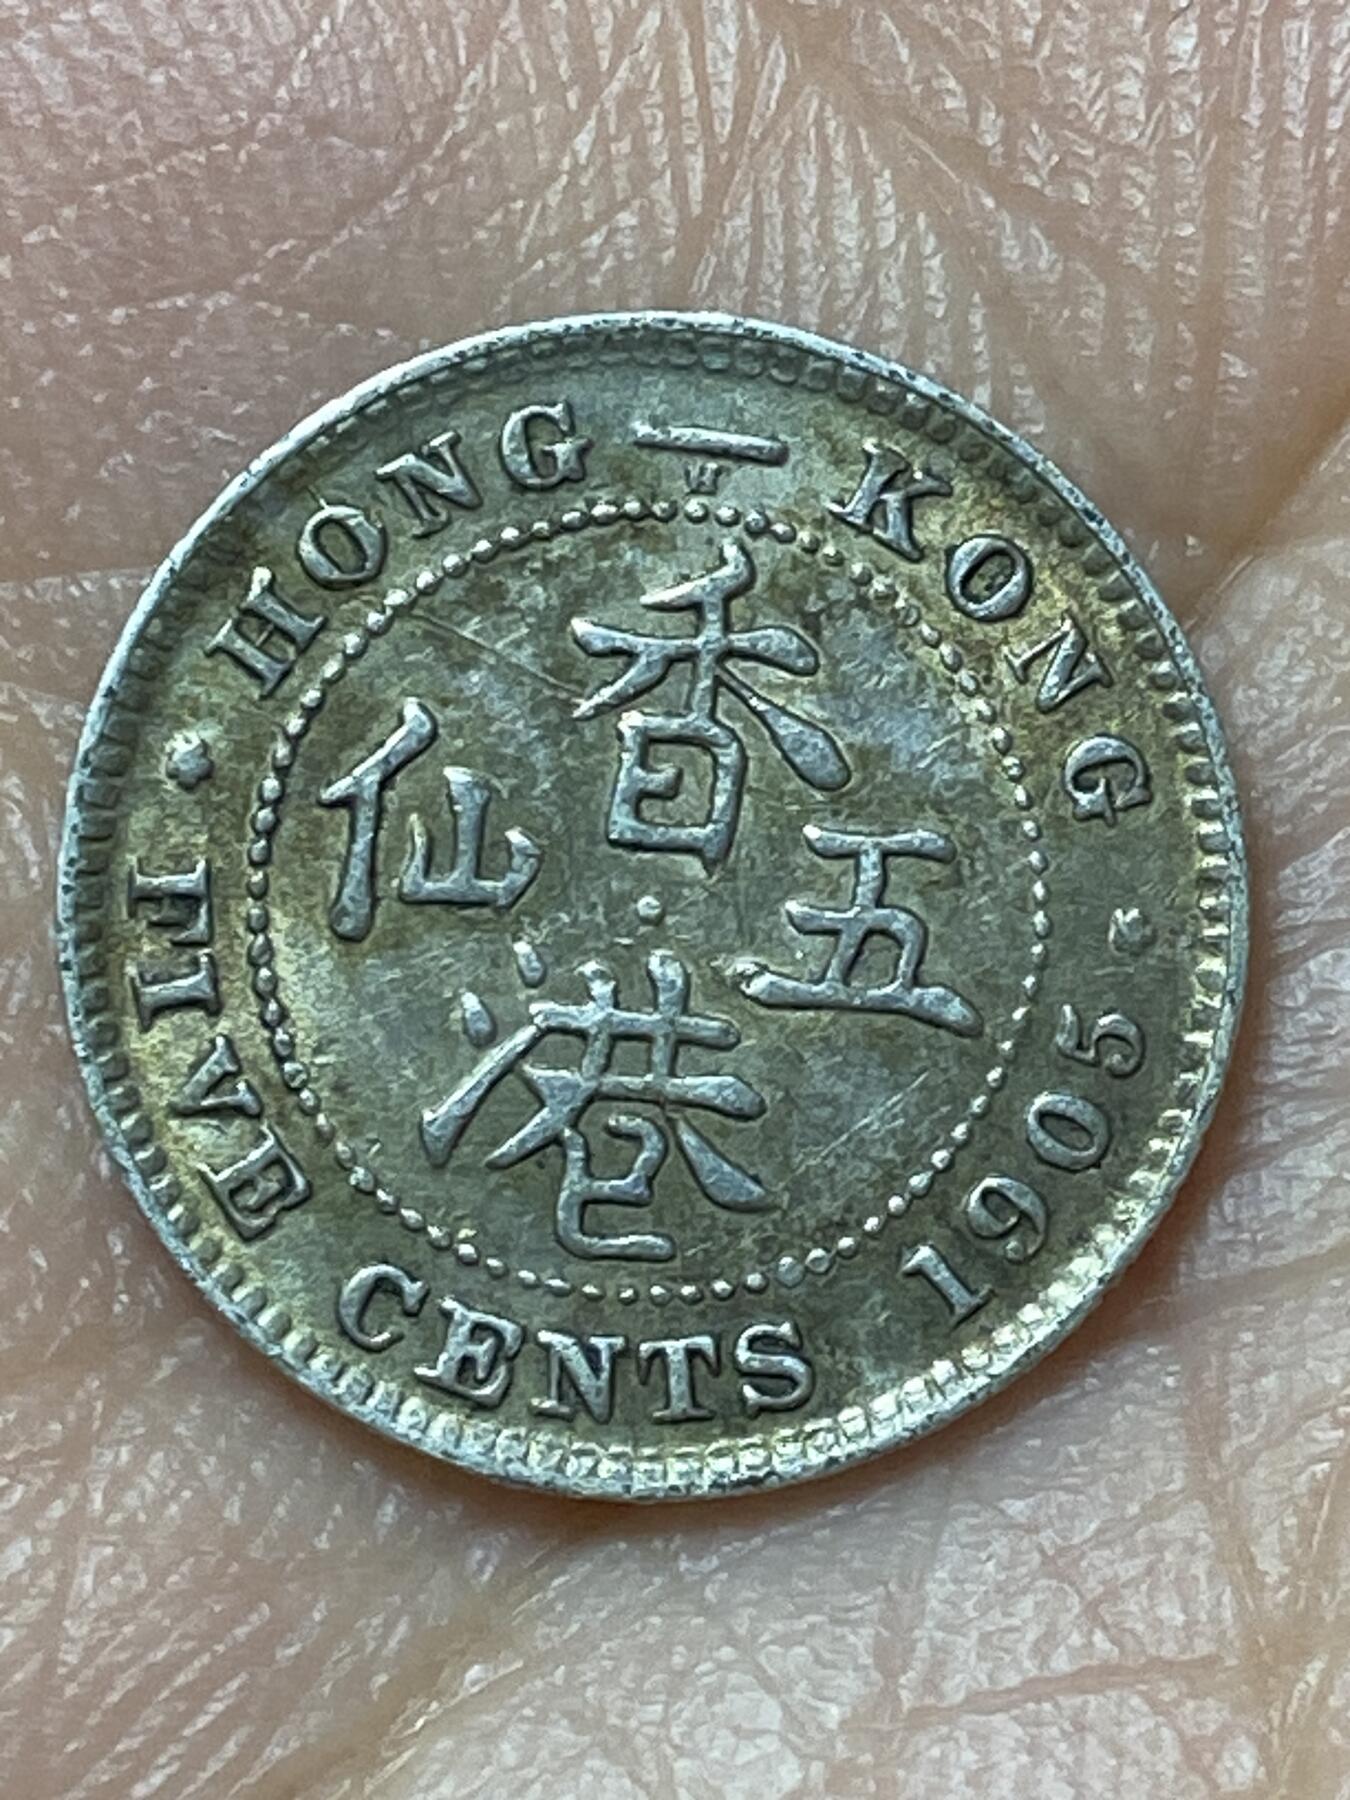 HONG – KONG
FIVE CENTS 1905
香
港
五
仙